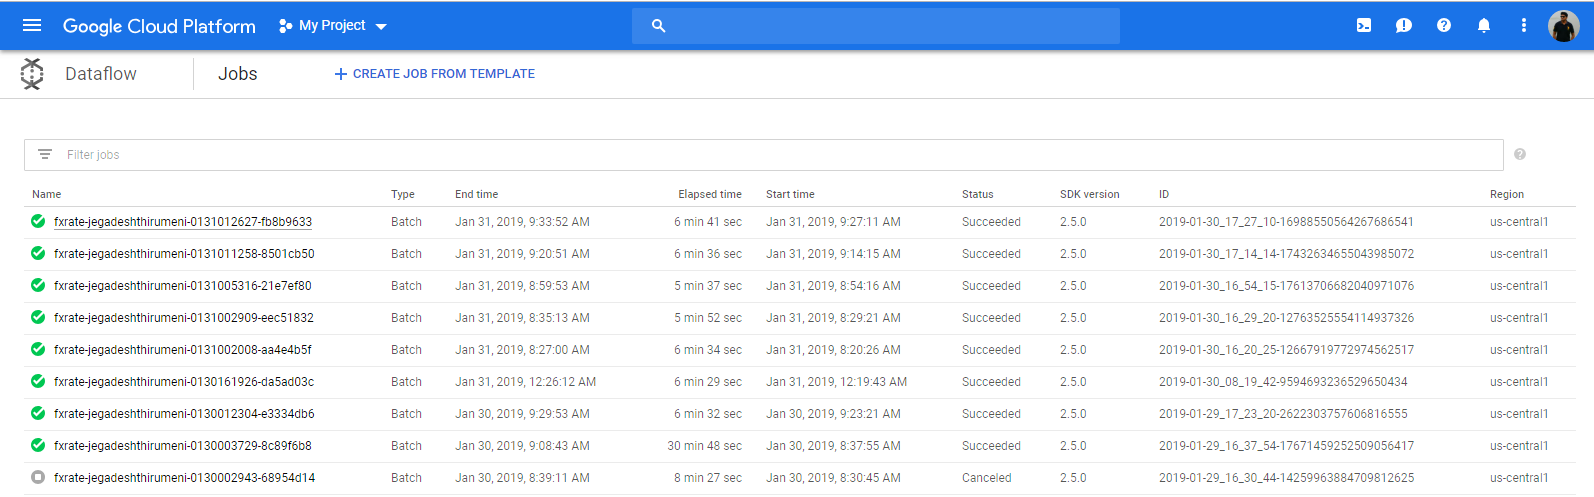 Google Cloud Platform My Project
Dataflow Jobs CREATE JOB FROM TEMPLATE
Filter jobs
Name Type End time Elapsed time Start time Status SDK version ID Region
fxrate-jegadeshthirumeni-0131012627-fb8b9633 Batch Jan 31, 2019, 9:33:52 AM 6 min 41 sec Jan 31, 2019, 9:27:11 AM Succeeded 2.5.0 2019-01-30_17_27_10-16988550564267686541 us-central1
fxrate-jegadeshthirumeni-0131011258-8501cb50 Batch Jan 31, 2019, 9:20:51 AM 6 min 36 sec Jan 31, 2019, 9:14:15 AM Succeeded 2.5.0 2019-01-30_17_14_14-17432634655043985072 us-central1
fxrate-jegadeshthirumeni-0131005316-21e7ef80 Batch Jan 31, 2019, 8:59:53 AM 5 min 37 sec Jan 31, 2019, 8:54:16 AM Succeeded 2.5.0 2019-01-30_16_54_15-17613706682040971076 us-central1
fxrate-jegadeshthirumeni-0131002909-eec51832 Batch Jan 31, 2019, 8:35:13 AM 5 min 52 sec Jan 31, 2019, 8:29:21 AM Succeeded 2.5.0 2019-01-30_16_29_20-12763525554114937326 us-central1
fxrate-jegadeshthirumeni-0131002008-aa4e4b5f Batch Jan 31, 2019, 8:27:00 AM 6 min 34 sec Jan 31, 2019, 8:20:26 AM Succeeded 2.5.0 2019-01-30_16_20_25-12667919772974562517 us-central1
fxrate-jegadeshthirumeni-0130161926-da5ad03c Batch Jan 31, 2019, 12:26:12 AM 6 min 29 sec Jan 31, 2019, 12:19:43 AM Succeeded 2.5.0 2019-01-30_08_19_42-9594693236529650434 us-central1
fxrate-jegadeshthirumeni-0130012304-e3334db6 Batch Jan 30, 2019, 9:29:53 AM 6 min 32 sec Jan 30, 2019, 9:23:21 AM Succeeded 2.5.0 2019-01-29_17_23_20-2622303757606816555 us-central1
fxrate-jegadeshthirumeni-0130003729-8c89f6b8 Batch Jan 30, 2019, 9:08:43 AM 30 min 48 sec Jan 30, 2019, 8:37:55 AM Succeeded 2.5.0 2019-01-29_16_37_54-17671459252509056417 us-central1
fxrate-jegadeshthirumeni-0130002943-68954d14 Batch Jan 30, 2019, 8:39:11 AM 8 min 27 sec Jan 30, 2019, 8:30:45 AM Canceled 2.5.0 2019-01-29_16_30_44-14259963884709812625 us-central1